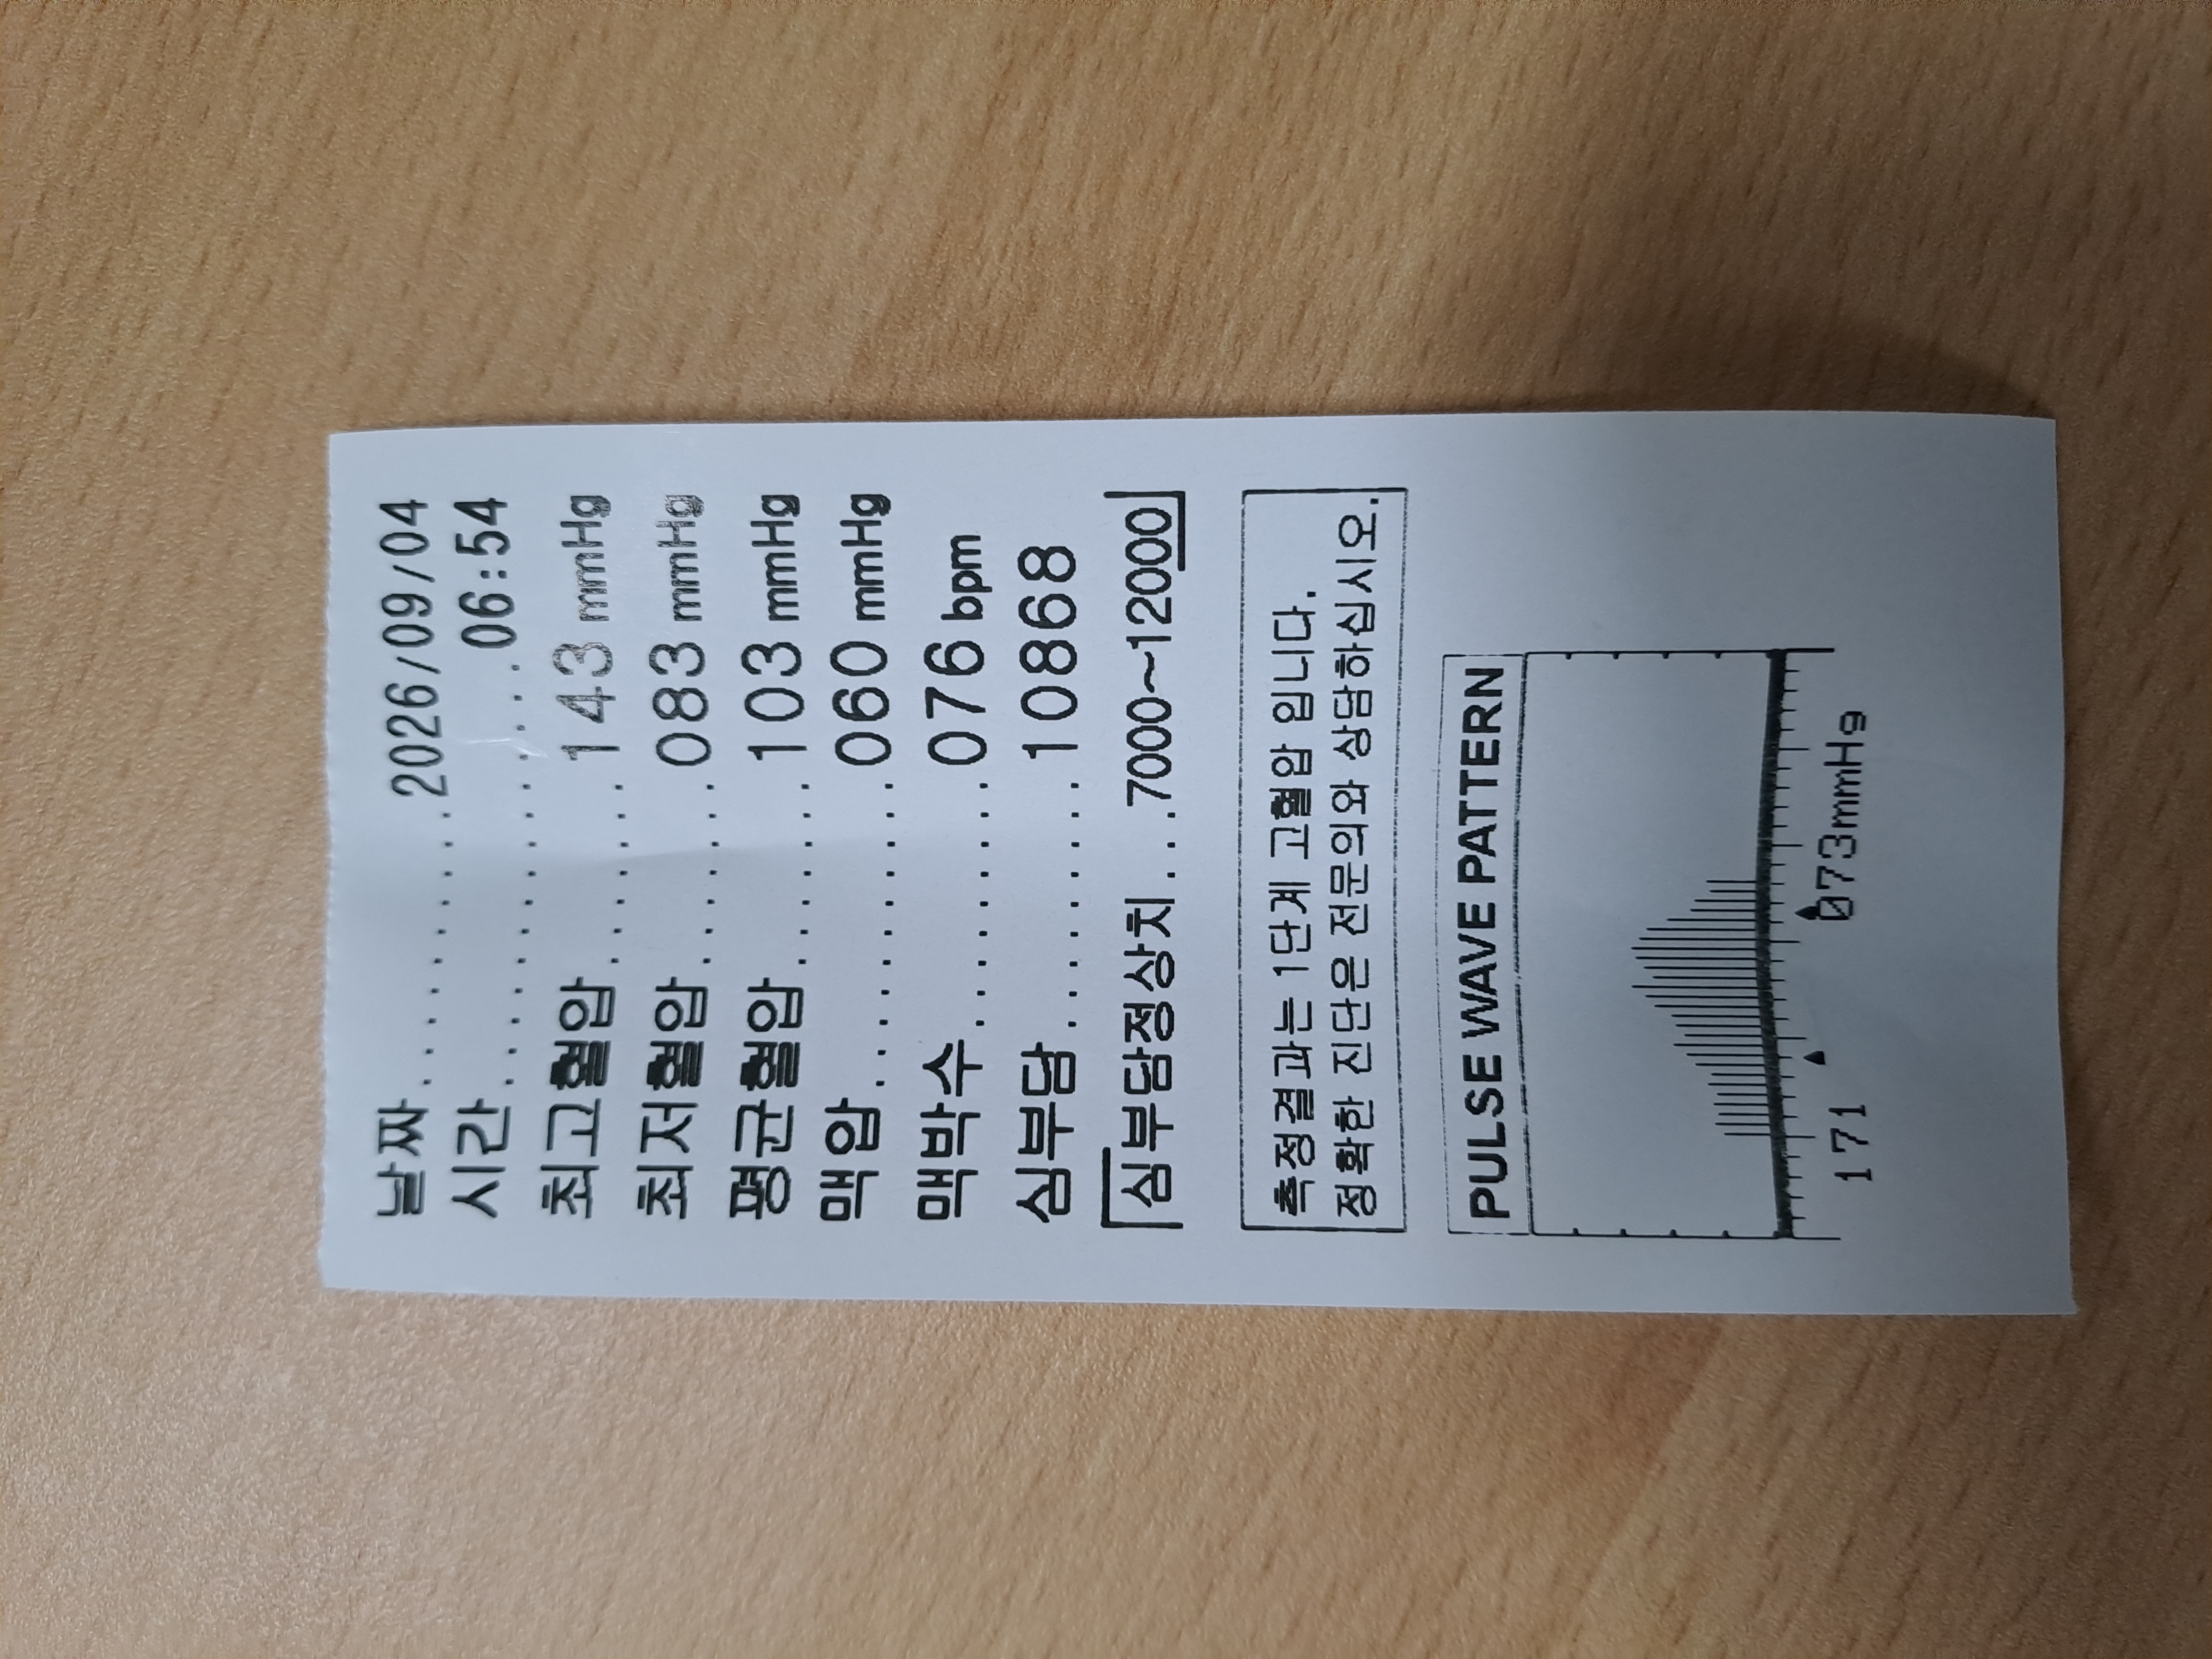 날짜..........2026/09/04
시간...............06:54
최고혈압.......143 mmHg
최저혈압.......083 mmHg
평균혈압.......103 mmHg
맥압...........060 mmHg
맥박수.........076 bpm
심부담.........10868
심부담정상치...7000~12000
측정결과는 1단계 고혈압 입니다.
정확한 진단은 전문의와 상담하십시오.
PULSE WAVE PATTERN
171 073mmHg